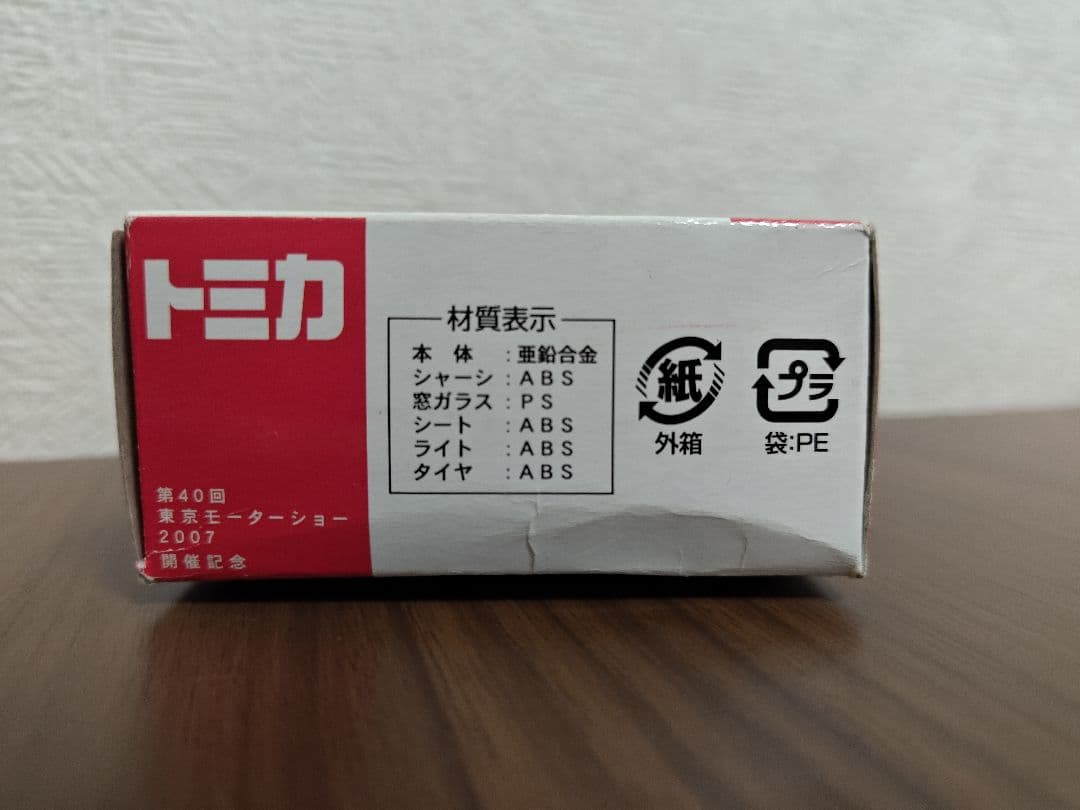 トミカ
第40回
東京モーターショー
2007
開催記念
材質表示
本体：亜鉛合金
シャーシ：ABS
窓ガラス：PS
シート：ABS
ライト：ABS
タイヤ：ABS
紙
外箱
プラ
袋:PE